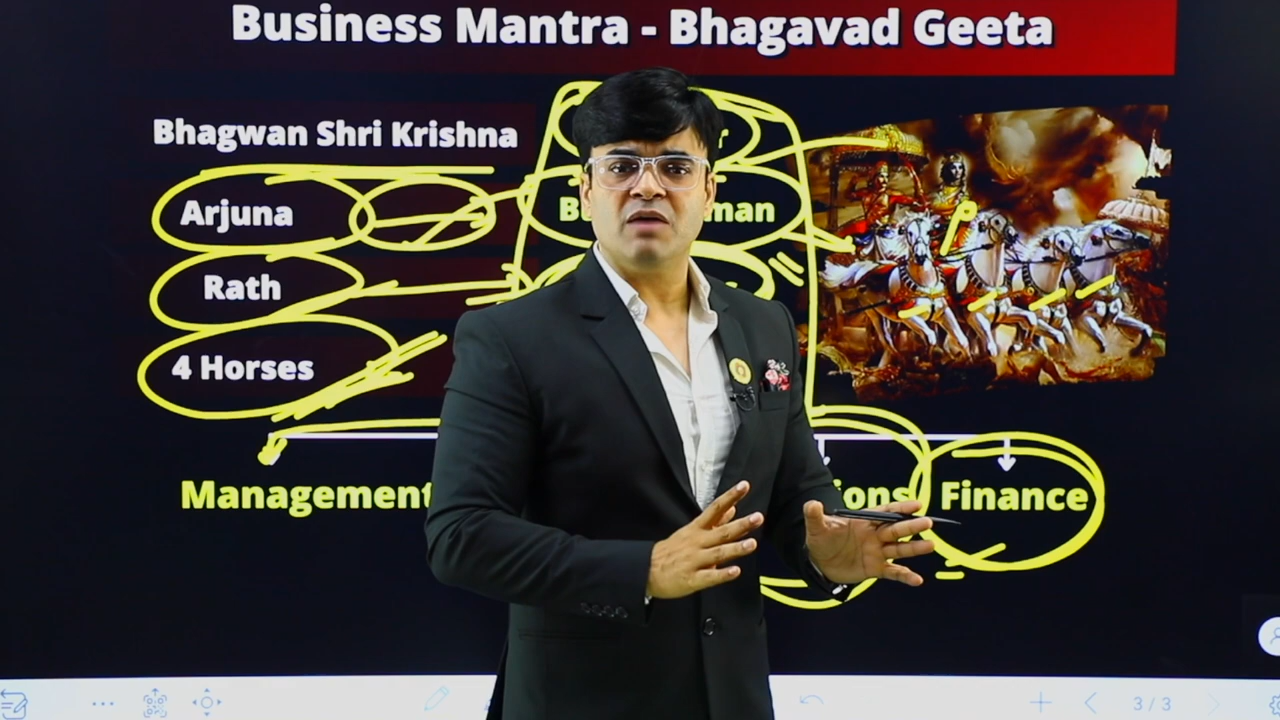 Business Mantra - Bhagavad Geeta
Bhagwan Shri Krishna
Arjuna
Rath
4 Horses
Management
Finance
3 / 3